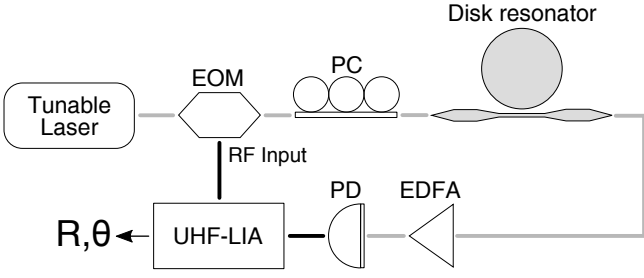 Disk resonator
EOM
PC
Tunable
Laser
RF Input
PD
EDFA
R,θ
UHF-LIA